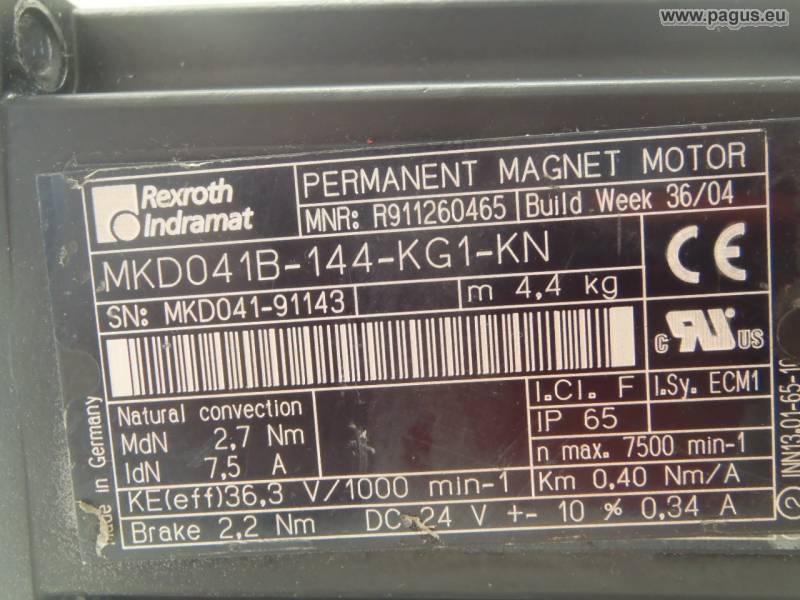 www.pagus.eu
Rexroth
Indramat
PERMANENT MAGNET MOTOR
MNR: R911260465 Build Week 36/04
MKD041B-144-KG1-KN
CE
SN: MKD041-91143 m 4,4 kg
c RU US
Made in Germany
Natural convection
MdN 2,7 Nm
IdN 7,5 A
I.Cl. F I.Sy. ECM1
IP 65
n max. 7500 min-1
KE(eff)36,3 V/1000 min-1 Km 0,40 Nm/A
Brake 2,2 Nm DC 24 V +- 10 % 0,34 A